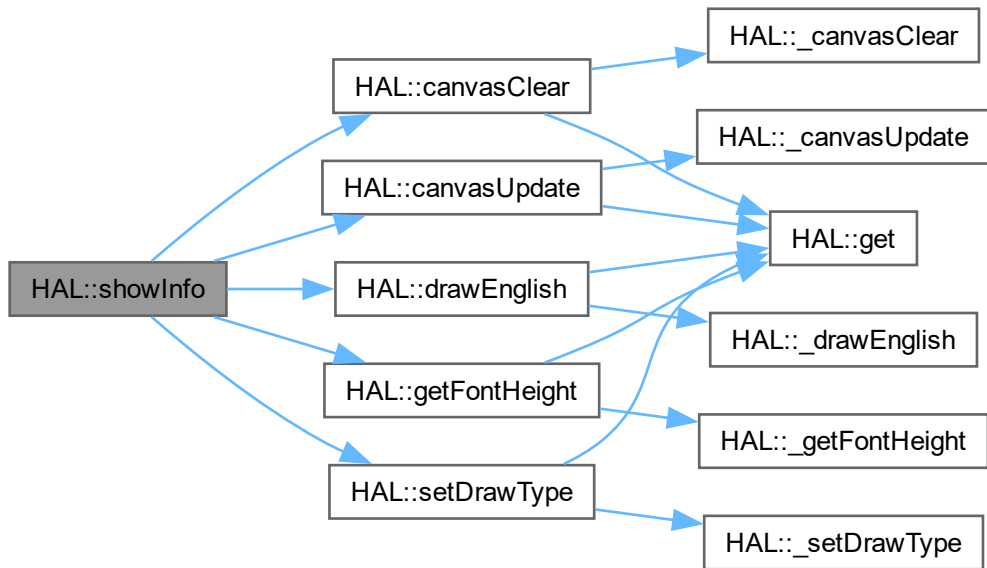 HAL::showInfo
HAL::canvasClear
HAL::canvasUpdate
HAL::drawEnglish
HAL::getFontHeight
HAL::setDrawType
HAL::_canvasClear
HAL::_canvasUpdate
HAL::get
HAL::_drawEnglish
HAL::_getFontHeight
HAL::_setDrawType